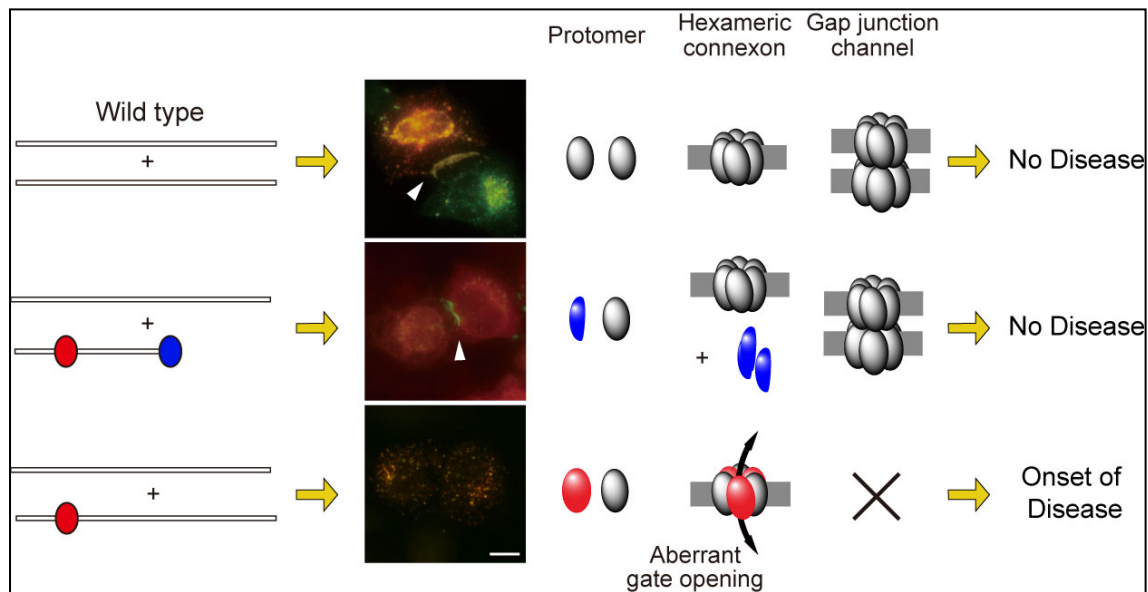 Protomer
Hexameric
connexon
Gap junction
channel
Wild type
+
No Disease
+
+
No Disease
+
Onset of
Disease
Aberrant
gate opening